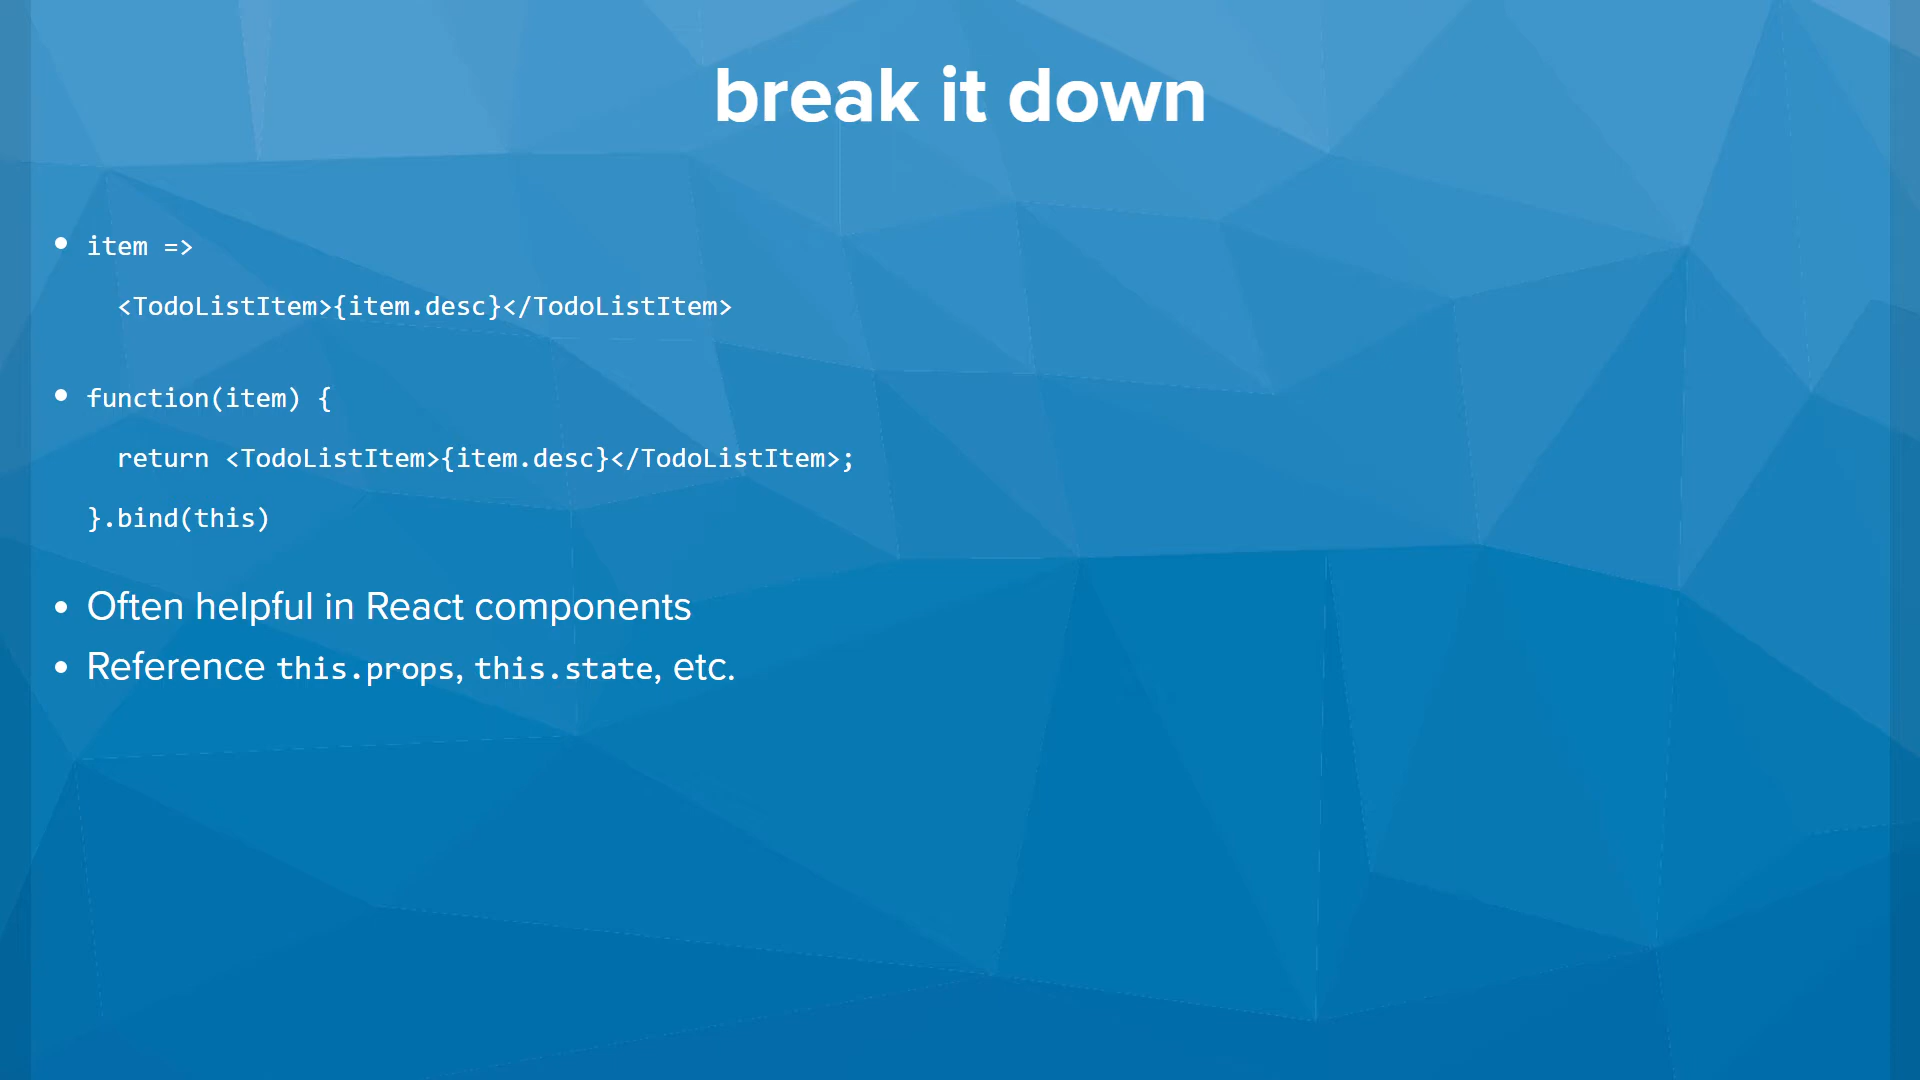 break it down
• item =>
<TodoListItem>{item.desc}</TodoListItem>
• function(item) {
return <TodoListItem>{item.desc}</TodoListItem>;
}.bind(this)
• Often helpful in React components
• Reference this.props, this.state, etc.